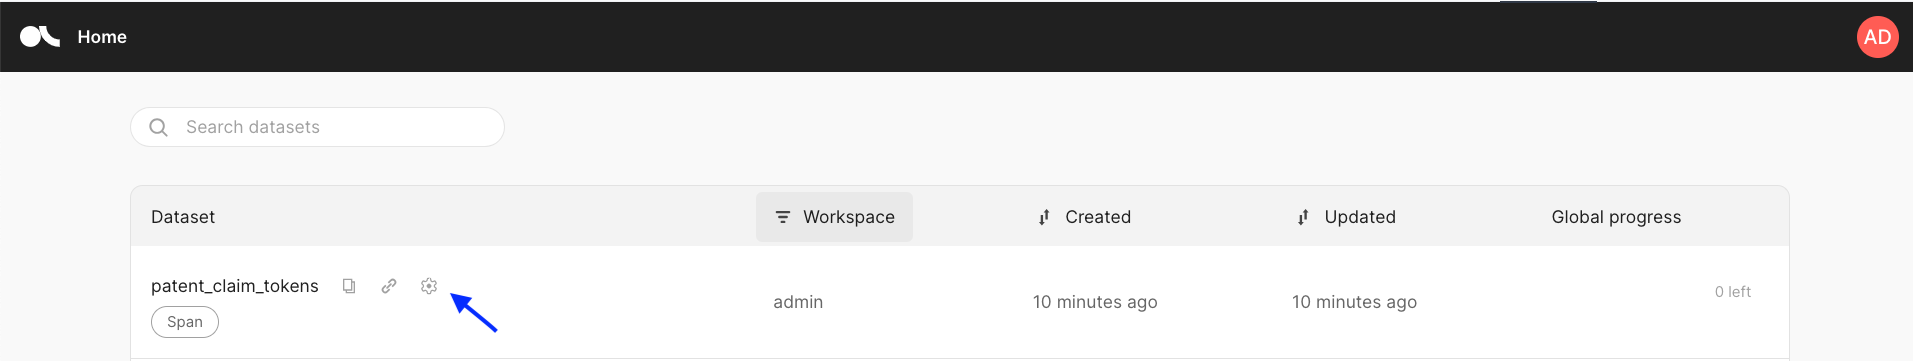 Home
AD
Search datasets
Dataset Workspace Created Updated Global progress
patent_claim_tokens
Span
admin 10 minutes ago 10 minutes ago 0 left